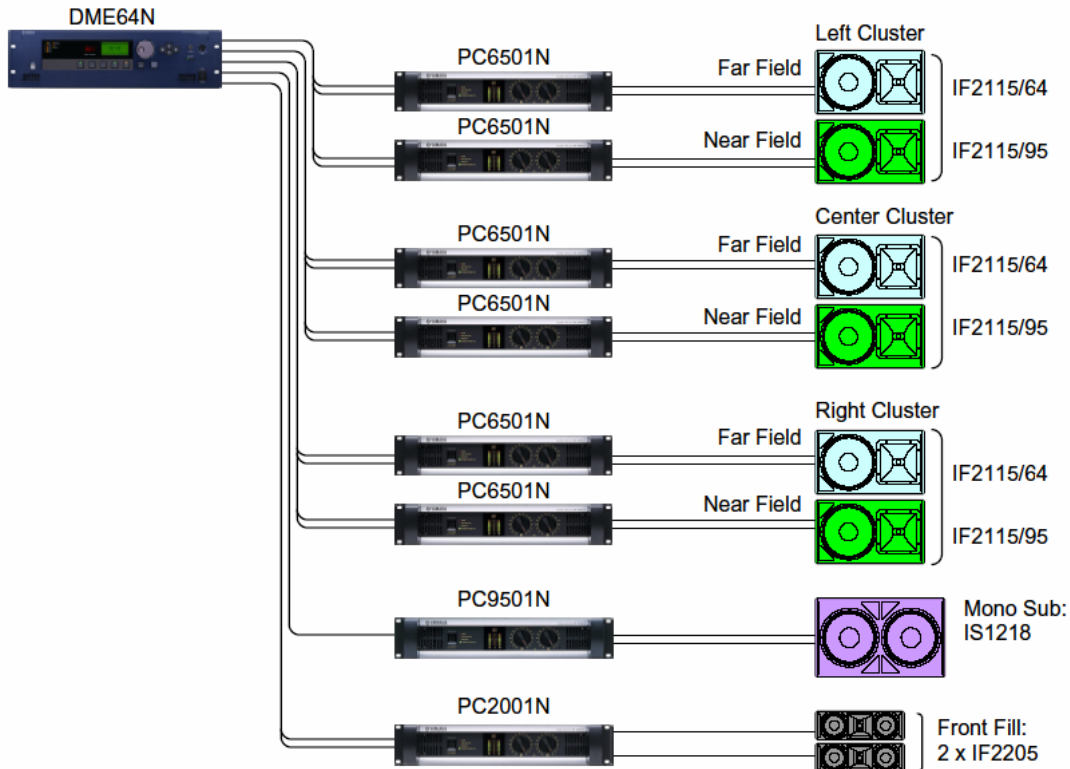 DME64N
Left Cluster
PC6501N
Far Field
IF2115/64
PC6501N
Near Field
IF2115/95
Center Cluster
PC6501N
Far Field
IF2115/64
PC6501N
Near Field
IF2115/95
Right Cluster
PC6501N
Far Field
IF2115/64
PC6501N
Near Field
IF2115/95
PC9501N
Mono Sub:
IS1218
PC2001N
Front Fill:
2 x IF2205